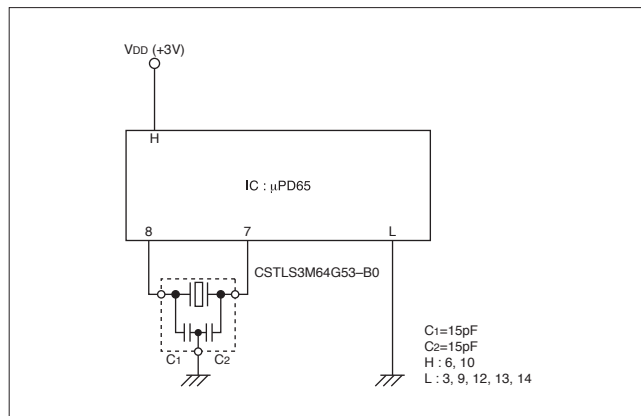 VDD (+3V)
H
IC : μPD65
8 7 L
CSTLS3M64G53–B0
C1 C2
C1=15pF
C2=15pF
H : 6, 10
L : 3, 9, 12, 13, 14